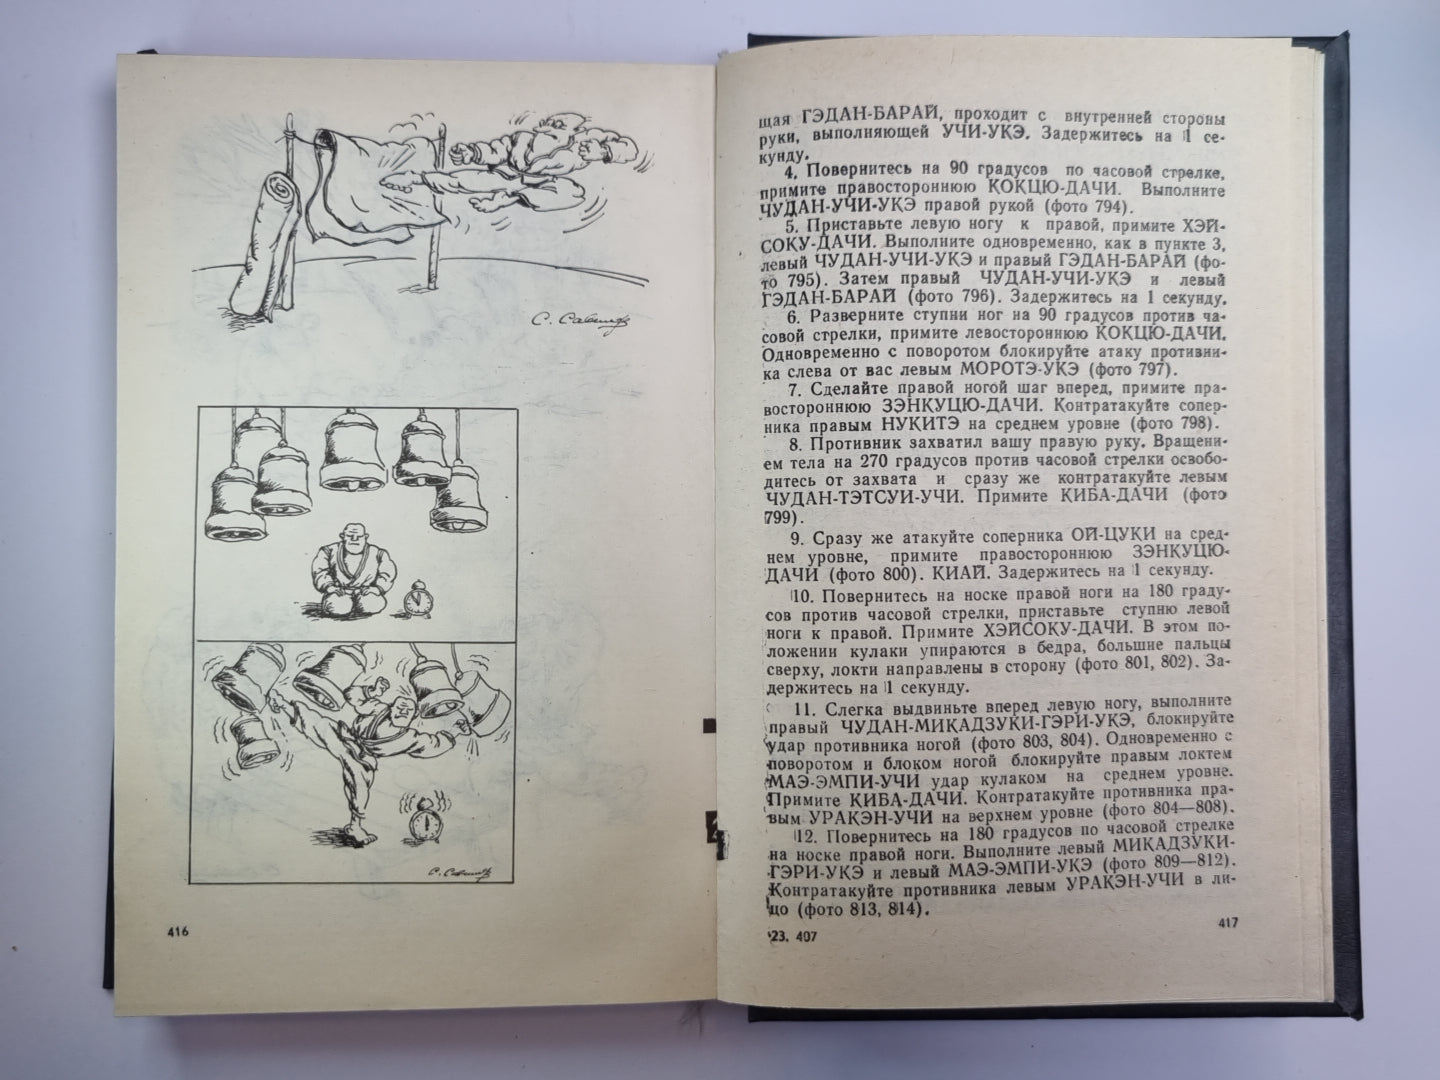 С. Савинов
С. Савинов
416
щая ГЭДАН-БАРАЙ, проходит с внутренней стороны
руки, выполняющей УЧИ-УКЭ. Задержитесь на 1 се-
кунду.
4. Повернитесь на 90 градусов по часовой стрелке,
примите правостороннюю КОКЦЮ-ДАЧИ. Выполните
ЧУДАН-УЧИ-УКЭ правой рукой (фото 794).
5. Приставьте левую ногу к правой, примите ХЭЙ-
СОКУ-ДАЧИ. Выполните одновременно, как в пункте 3,
левый ЧУДАН-УЧИ-УКЭ и правый ГЭДАН-БАРАЙ (фо-
то 795). Затем правый ЧУДАН-УЧИ-УКЭ и левый
ГЭДАН-БАРАЙ (фото 796). Задержитесь на 1 секунду.
6. Разверните ступни ног на 90 градусов против ча-
совой стрелки, примите левостороннюю КОКЦЮ-ДАЧИ.
Одновременно с поворотом блокируйте атаку противни-
ка слева от вас левым МОРОТЭ-УКЭ (фото 797).
7. Сделайте правой ногой шаг вперед, примите пра-
востороннюю ЗЭНКУЦЮ-ДАЧИ. Контратакуйте сопер-
ника правым НУКИТЭ на среднем уровне (фото 798).
8. Противник захватил вашу правую руку. Вращени-
ем тела на 270 градусов против часовой стрелки освобо-
дитесь от захвата и сразу же контратакуйте левым
ЧУДАН-ТЭТСУИ-УЧИ. Примите КИБА-ДАЧИ (фото
799).
9. Сразу же атакуйте соперника ОЙ-ЦУКИ на сред-
нем уровне, примите правостороннюю ЗЭНКУЦЮ-
ДАЧИ (фото 800). КИАЙ. Задержитесь на 1 секунду.
10. Повернитесь на носке правой ноги на 180 граду-
сов против часовой стрелки, приставьте ступню левой
ноги к правой. Примите ХЭЙСОКУ-ДАЧИ. В этом по-
ложении кулаки упираются в бедра, большие пальцы
сверху, локти направлены в сторону (фото 801, 802). За-
держитесь на 1 секунду.
11. Слегка выдвиньте вперед левую ногу, выполните
правый ЧУДАН-МИКАДЗУКИ-ГЭРИ-УКЭ, блокируйте
удар противника ногой (фото 803, 804). Одновременно с
поворотом и блоком ногой блокируйте правым локтем
МАЭ-ЭМПИ-УЧИ удар кулаком на среднем уровне.
Примите КИБА-ДАЧИ. Контратакуйте противника пра-
вым УРАКЭН-УЧИ на верхнем уровне (фото 804—808).
12. Повернитесь на 180 градусов по часовой стрелке
на носке правой ноги. Выполните левый МИКАДЗУКИ-
ГЭРИ-УКЭ и левый МАЭ-ЭМПИ-УКЭ (фото 809—812).
Контратакуйте противника левым УРАКЭН-УЧИ в ли-
цо (фото 813, 814).
417
23. 407